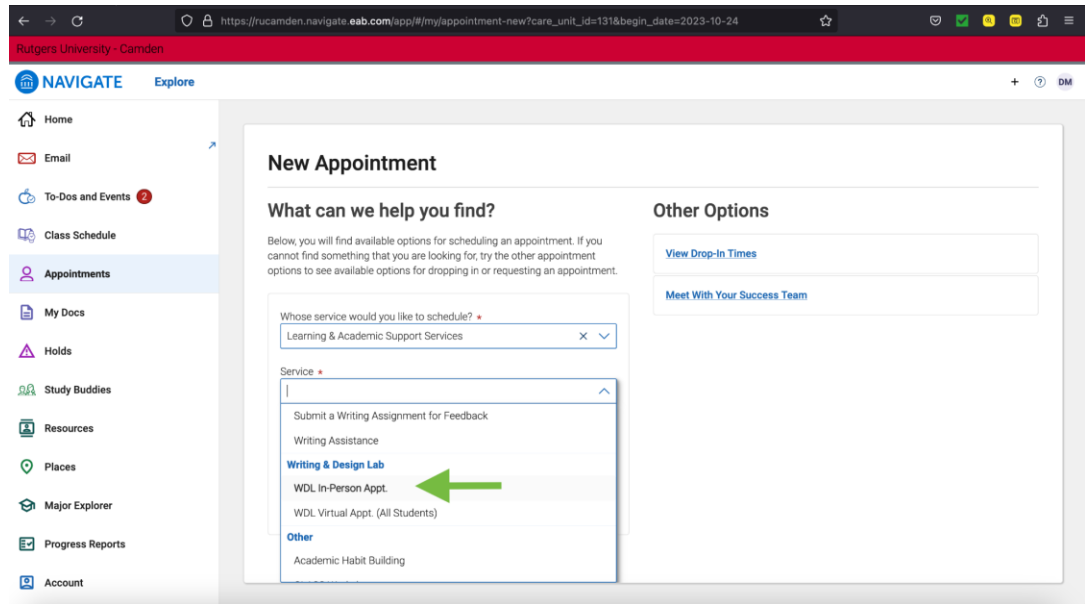 https://rucamden.navigate.eab.com/app/#/my/appointment-new?care_unit_id=131&begin_date=2023-10-24
Rutgers University - Camden
NAVIGATE
Explore
+
?
DM
Home
Email
To-Dos and Events 2
Class Schedule
Appointments
My Docs
Holds
Study Buddies
Resources
Places
Major Explorer
Progress Reports
Account
New Appointment
What can we help you find?
Below, you will find available options for scheduling an appointment. If you
cannot find something that you are looking for, try the other appointment
options to see available options for dropping in or requesting an appointment.
Whose service would you like to schedule? *
Learning & Academic Support Services
Service *
Submit a Writing Assignment for Feedback
Writing Assistance
Writing & Design Lab
WDL In-Person Appt.
WDL Virtual Appt. (All Students)
Other
Academic Habit Building
Other Options
View Drop-In Times
Meet With Your Success Team